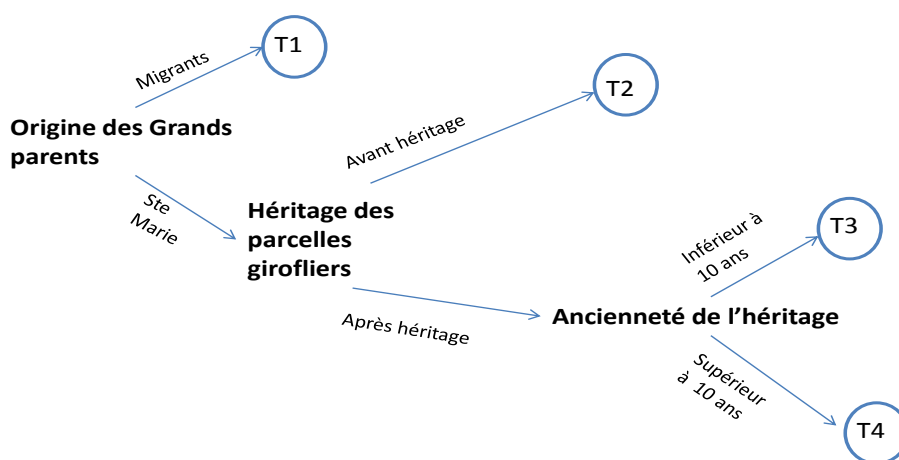 T1
Migrants
Origine des Grands
parents
Ste
Marie
T2
Avant héritage
Héritage des
parcelles
girofliers
Après héritage
T3
Inférieur à
10 ans
Ancienneté de l'héritage
Supérieur
à 10 ans
T4